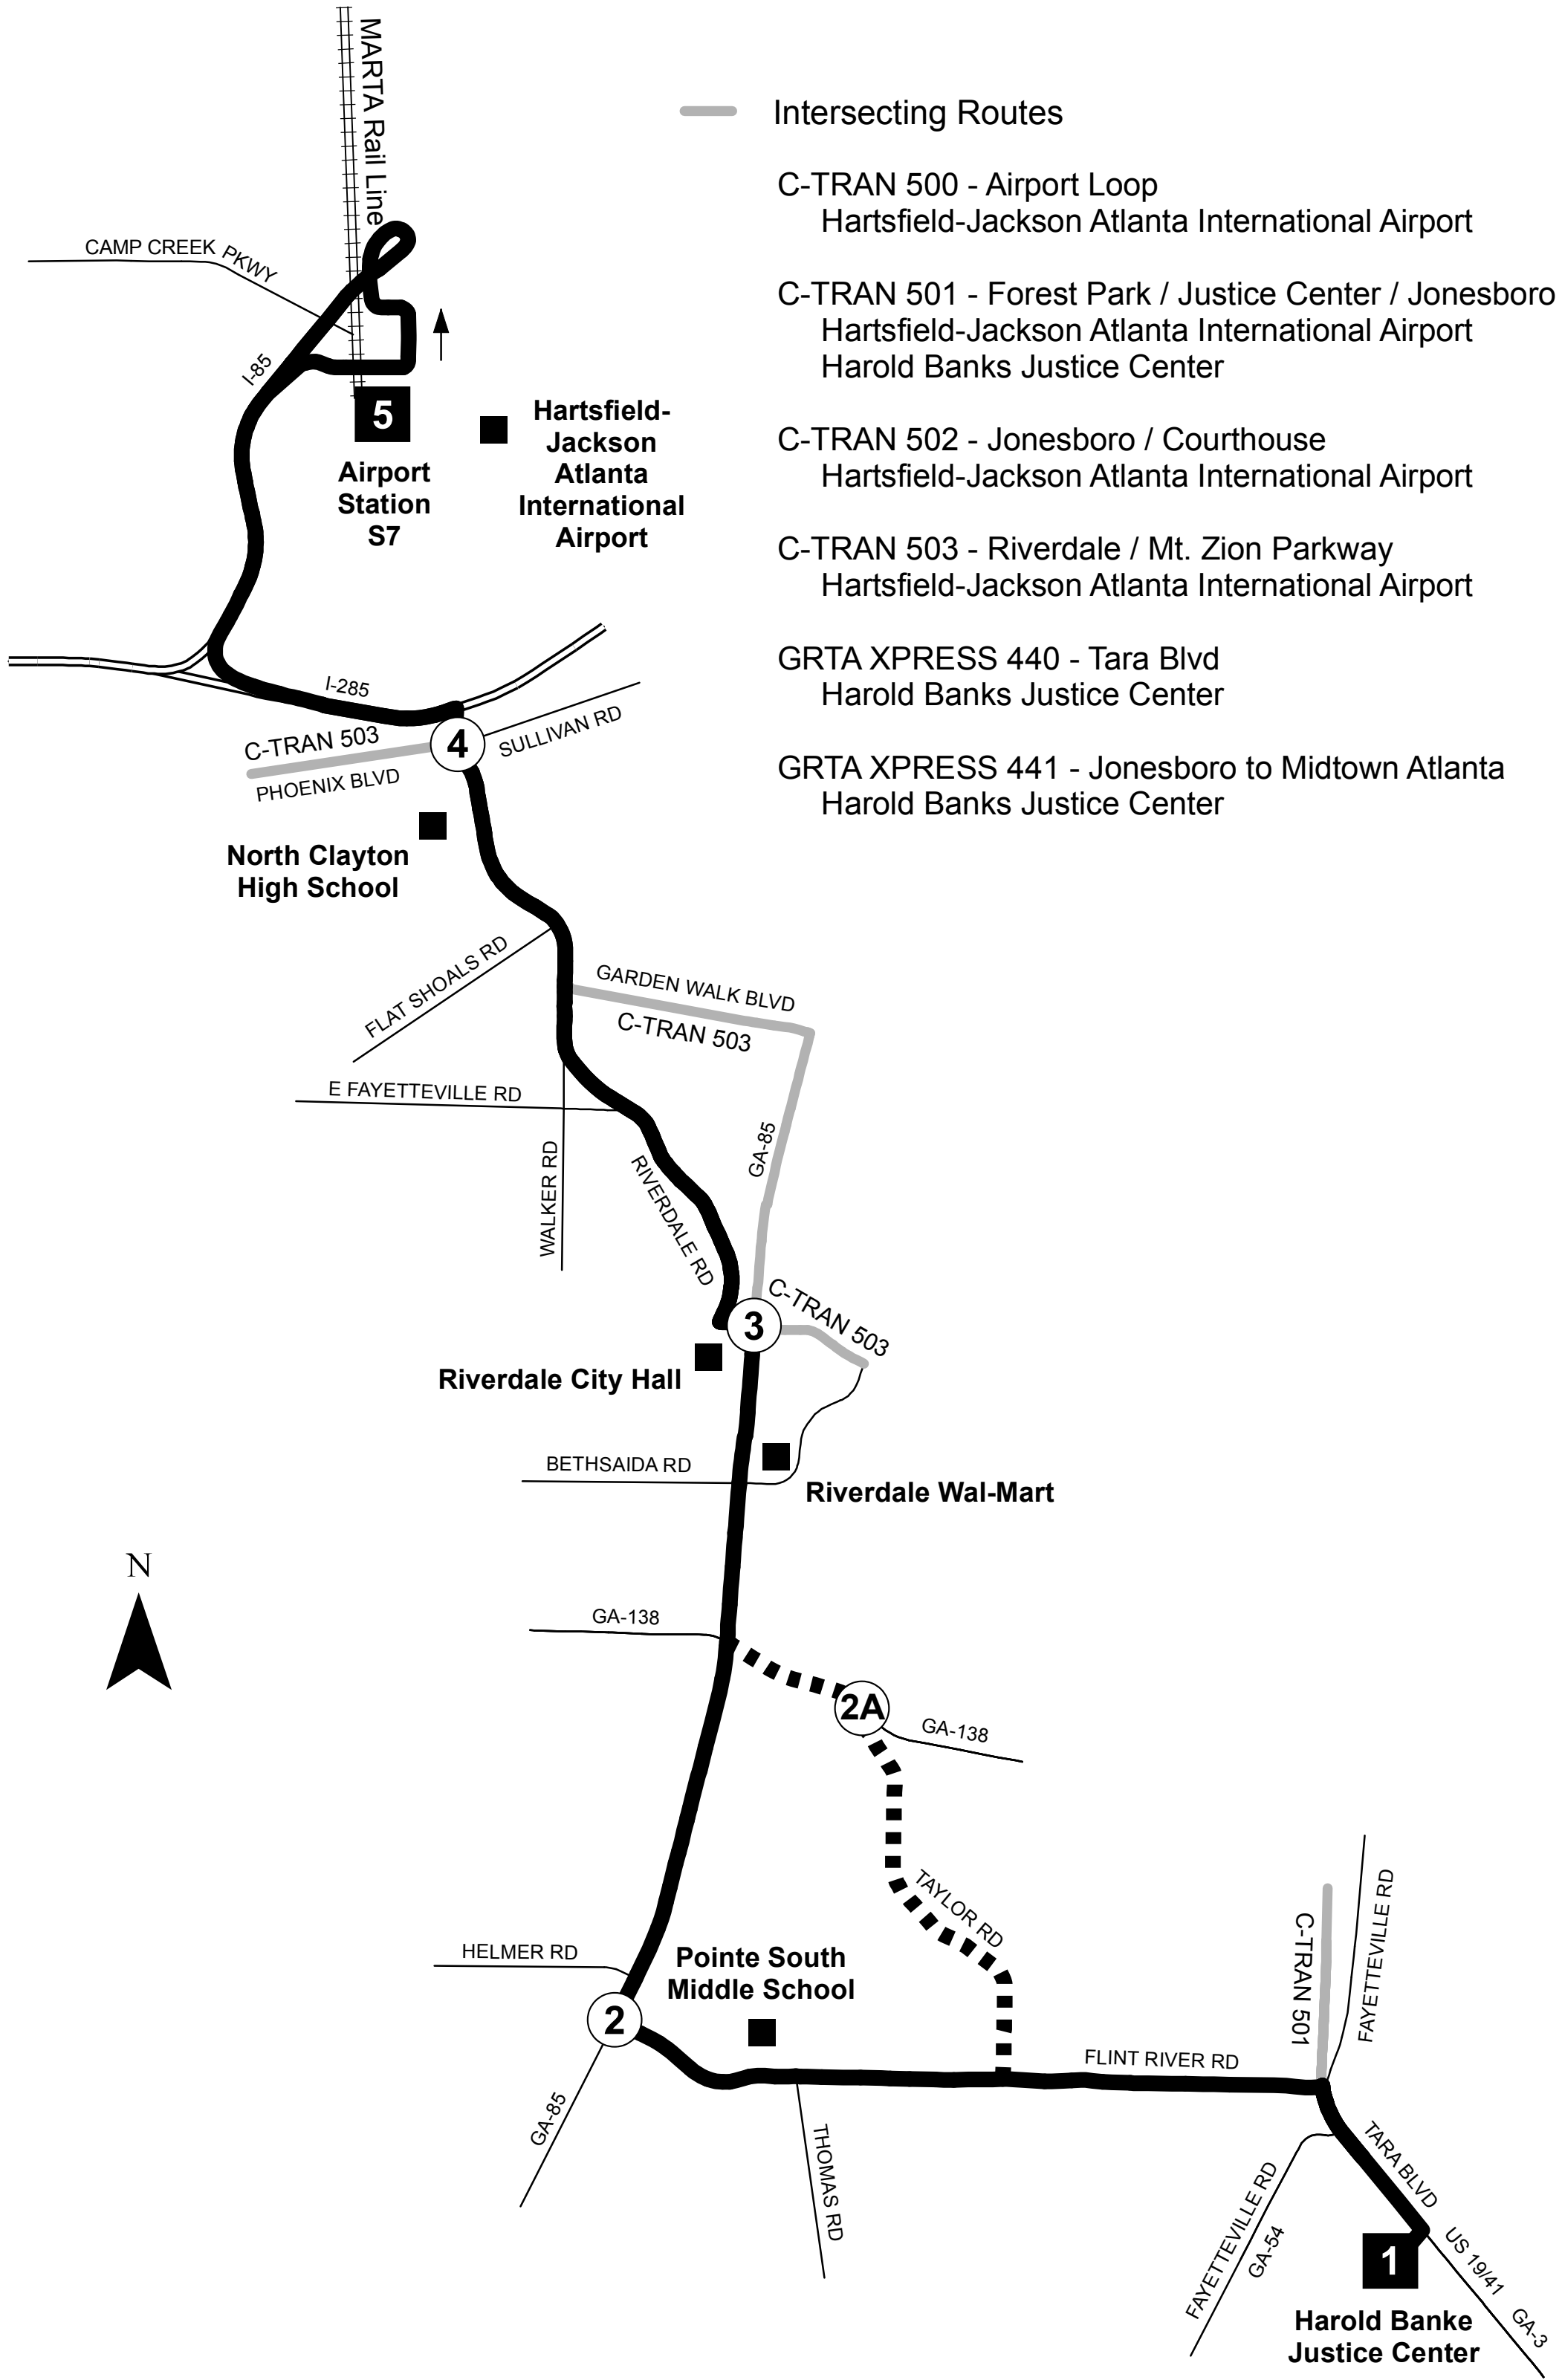 MARTA Rail Line
Intersecting Routes
C-TRAN 500 - Airport Loop
Hartsfield-Jackson Atlanta International Airport
C-TRAN 501 - Forest Park / Justice Center / Jonesboro
Hartsfield-Jackson Atlanta International Airport
Harold Banks Justice Center
C-TRAN 502 - Jonesboro / Courthouse
Hartsfield-Jackson Atlanta International Airport
C-TRAN 503 - Riverdale / Mt. Zion Parkway
Hartsfield-Jackson Atlanta International Airport
GRTA XPRESS 440 - Tara Blvd
Harold Banks Justice Center
GRTA XPRESS 441 - Jonesboro to Midtown Atlanta
Harold Banks Justice Center
CAMP CREEK PKWY
I-85
5
Airport
Station
S7
Hartsfield-
Jackson
Atlanta
International
Airport
I-285
C-TRAN 503
PHOENIX BLVD
4
SULLIVAN RD
North Clayton
High School
FLAT SHOALS RD
GARDEN WALK BLVD
C-TRAN 503
E FAYETTEVILLE RD
WALKER RD
RIVERDALE RD
GA-85
3
C-TRAN 503
Riverdale City Hall
BETHSAIDA RD
Riverdale Wal-Mart
N
GA-138
2A
GA-138
TAYLOR RD
HELMER RD
Pointe South
Middle School
2
GA-85
THOMAS RD
FLINT RIVER RD
C-TRAN 501
FAYETTEVILLE RD
TARA BLVD
FAYETTEVILLE RD
GA-54
US 19/41
GA-3
1
Harold Banke
Justice Center